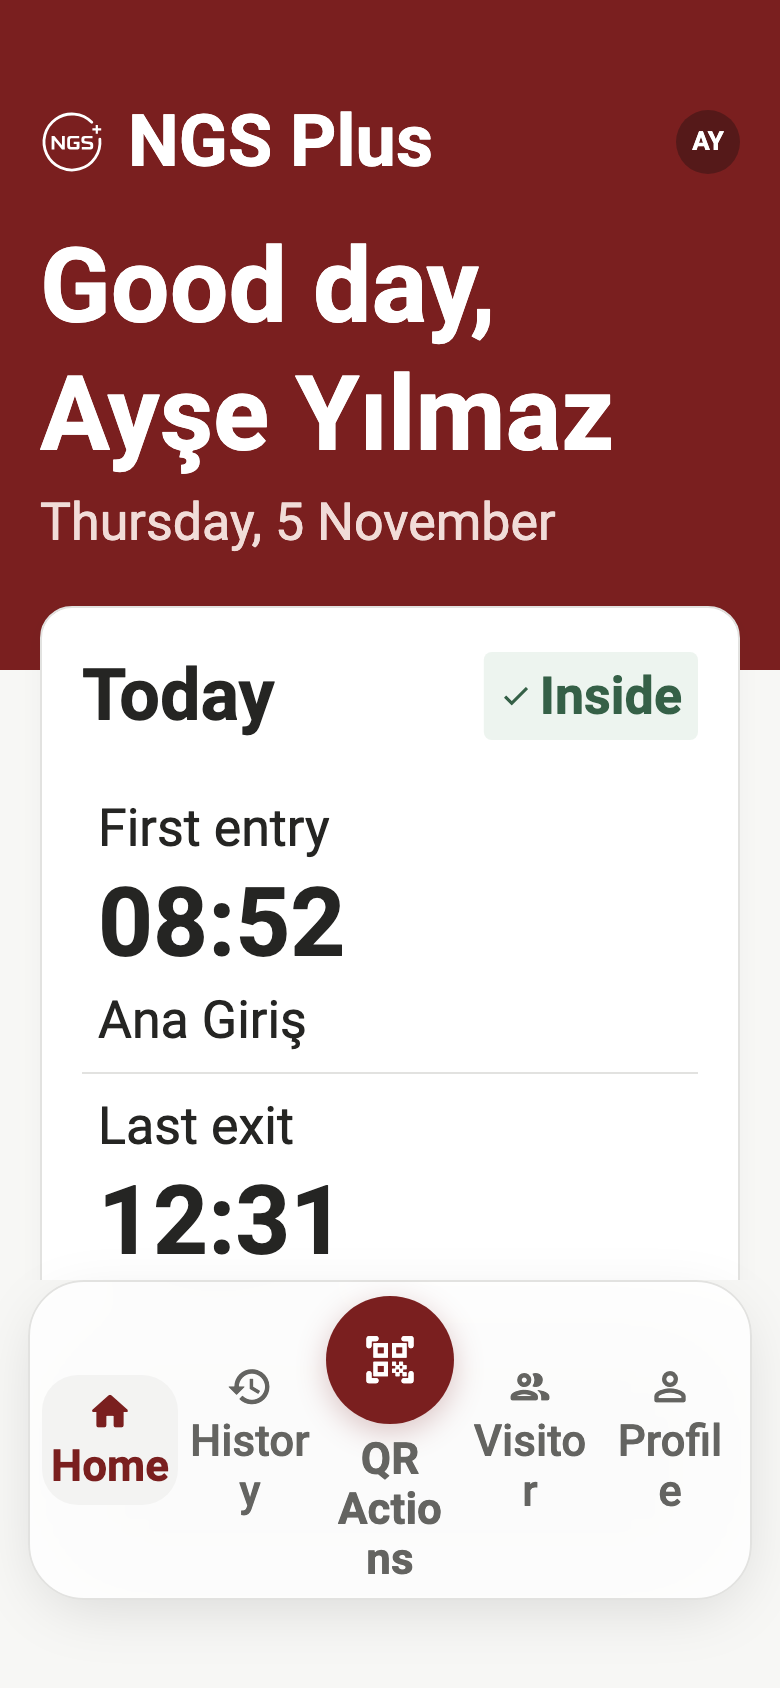 NGS+
NGS Plus
AY
Good day,
Ayşe Yılmaz
Thursday, 5 November
Today
Inside
First entry
08:52
Ana Giriş
Last exit
12:31
Home
Histor
y
QR
Actio
ns
Visito
r
Profil
e